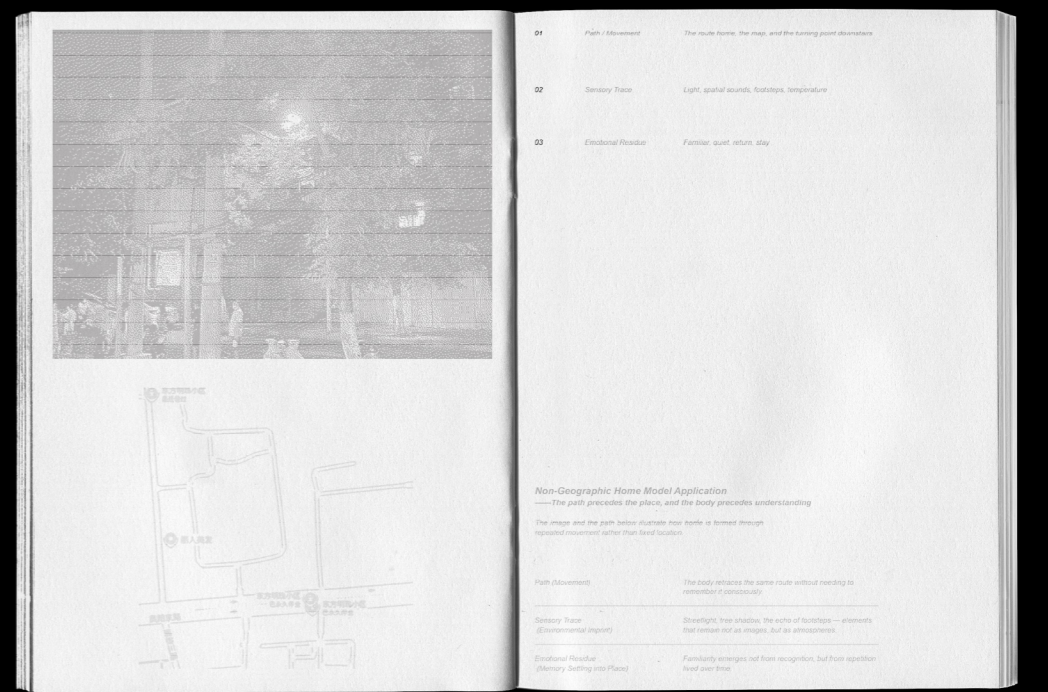 01 Path / Movement The route home, the map, and the turning point downstairs
02 Sensory Trace Light, spatial sounds, footsteps, temperature
03 Emotional Residue Familiar, quiet, return, stay
Non-Geographic Home Model Application
——The path precedes the place, and the body precedes understanding
The image and the path below illustrate how home is formed through
repeated movement rather than fixed location.
Path (Movement) The body retraces the same route without needing to
remember it consciously
Sensory Trace Streetlight, tree shadow, the echo of footsteps — elements
(Environmental Imprint) that remain not as images, but as atmospheres.
Emotional Residue Familiarity emerges not from recognition, but from repetition
(Memory Settling into Place) lived over time